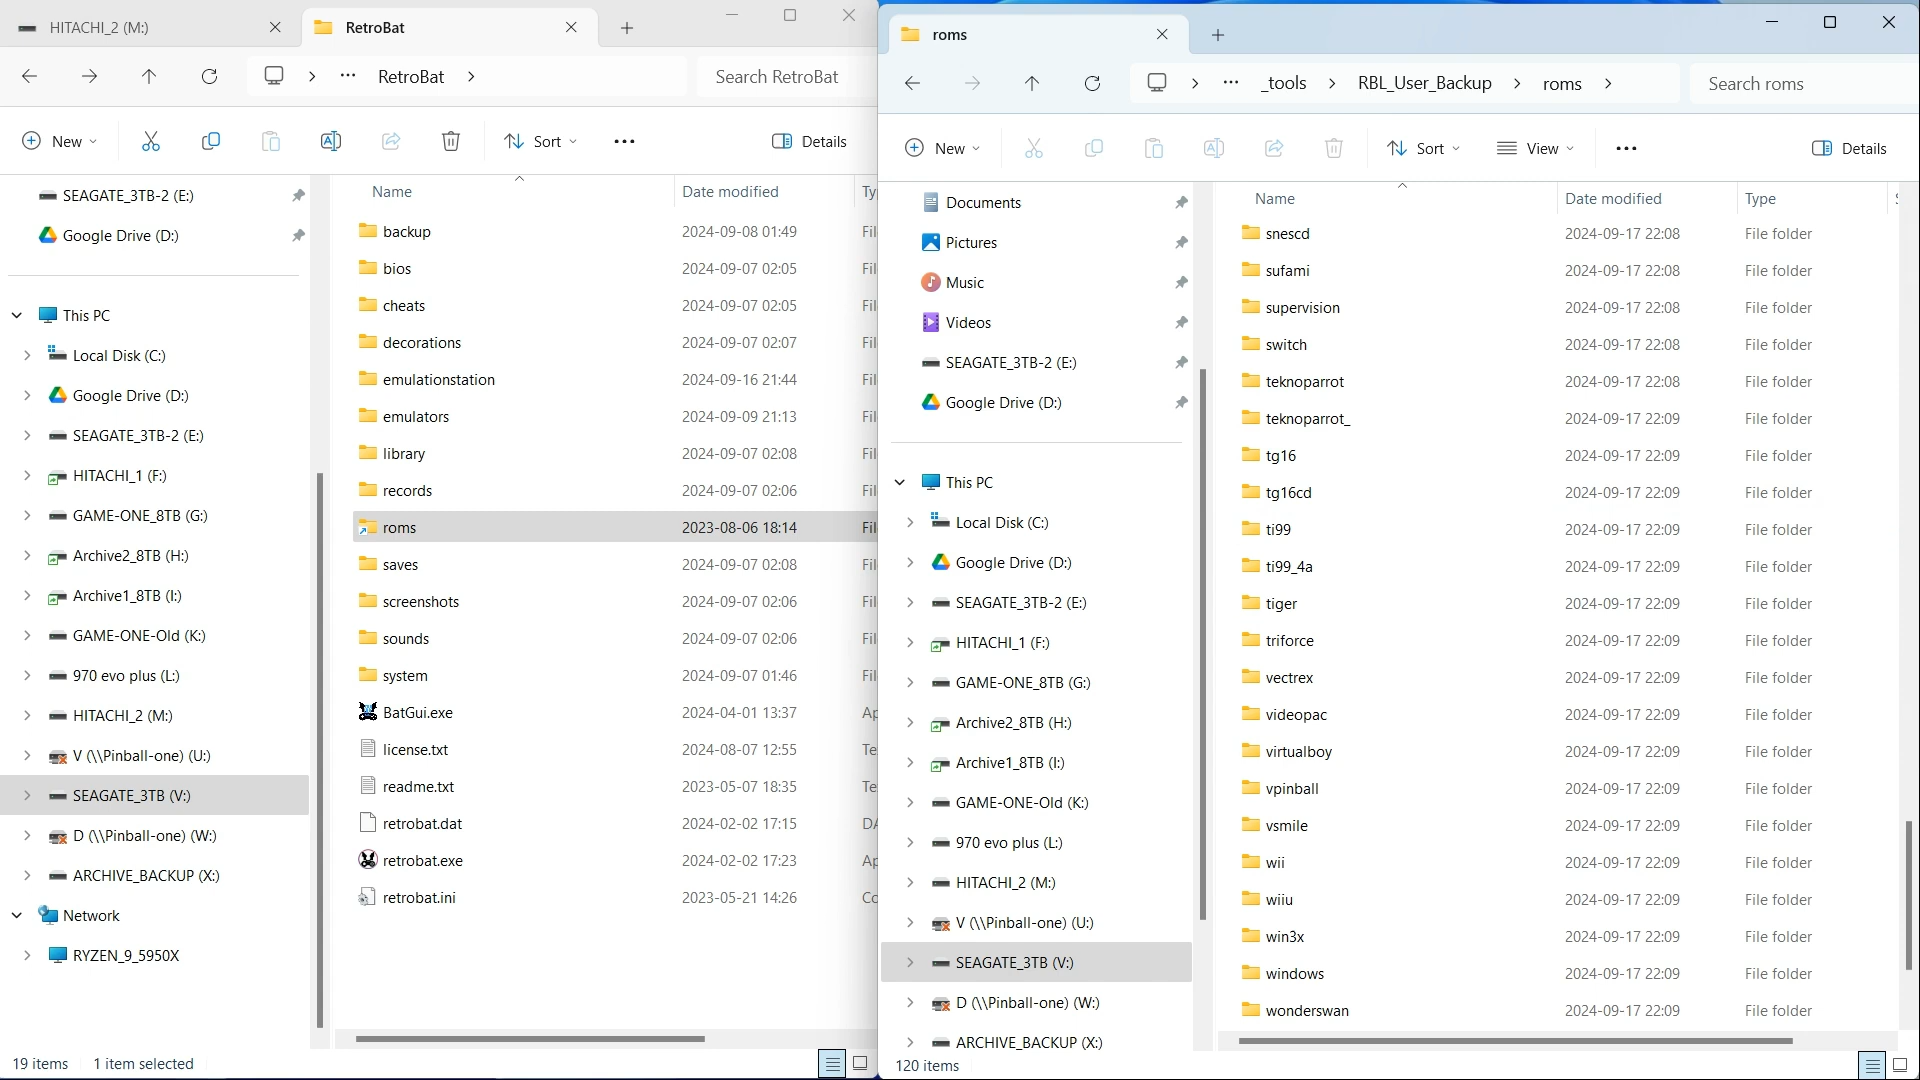 HITACHI_2 (M:)
RetroBat
RetroBat
Search RetroBat
New
Sort
Details
SEAGATE_3TB-2 (E:)
Google Drive (D:)
This PC
Local Disk (C:)
Google Drive (D:)
SEAGATE_3TB-2 (E:)
HITACHI_1 (F:)
GAME-ONE_8TB (G:)
Archive2_8TB (H:)
Archive1_8TB (I:)
GAME-ONE-Old (K:)
970 evo plus (L:)
HITACHI_2 (M:)
V (\\Pinball-one) (U:)
SEAGATE_3TB (V:)
D (\\Pinball-one) (W:)
ARCHIVE_BACKUP (X:)
Network
RYZEN_9_5950X
Name Date modified Ty
backup 2024-09-08 01:49 Fil
bios 2024-09-07 02:05 Fil
cheats 2024-09-07 02:05 Fil
decorations 2024-09-07 02:07 Fil
emulationstation 2024-09-16 21:44 Fil
emulators 2024-09-09 21:13 Fil
library 2024-09-07 02:08 Fil
records 2024-09-07 02:06 Fil
roms 2023-08-06 18:14 Fil
saves 2024-09-07 02:08 Fil
screenshots 2024-09-07 02:06 Fil
sounds 2024-09-07 02:06 Fil
system 2024-09-07 01:46 Fil
BatGui.exe 2024-04-01 13:37 Ap
license.txt 2024-08-07 12:55 Te
readme.txt 2023-05-07 18:35 Te
retrobat.dat 2024-02-02 17:15 DA
retrobat.exe 2024-02-02 17:23 Ap
retrobat.ini 2023-05-21 14:26 Co
19 items 1 item selected
roms
_tools RBL_User_Backup roms
Search roms
New
Sort
View
Details
Documents
Pictures
Music
Videos
SEAGATE_3TB-2 (E:)
Google Drive (D:)
This PC
Local Disk (C:)
Google Drive (D:)
SEAGATE_3TB-2 (E:)
HITACHI_1 (F:)
GAME-ONE_8TB (G:)
Archive2_8TB (H:)
Archive1_8TB (I:)
GAME-ONE-Old (K:)
970 evo plus (L:)
HITACHI_2 (M:)
V (\\Pinball-one) (U:)
SEAGATE_3TB (V:)
D (\\Pinball-one) (W:)
ARCHIVE_BACKUP (X:)
Name Date modified Type
snescd 2024-09-17 22:08 File folder
sufami 2024-09-17 22:08 File folder
supervision 2024-09-17 22:08 File folder
switch 2024-09-17 22:08 File folder
teknoparrot 2024-09-17 22:08 File folder
teknoparrot_ 2024-09-17 22:09 File folder
tg16 2024-09-17 22:09 File folder
tg16cd 2024-09-17 22:09 File folder
ti99 2024-09-17 22:09 File folder
ti99_4a 2024-09-17 22:09 File folder
tiger 2024-09-17 22:09 File folder
triforce 2024-09-17 22:09 File folder
vectrex 2024-09-17 22:09 File folder
videopac 2024-09-17 22:09 File folder
virtualboy 2024-09-17 22:09 File folder
vpinball 2024-09-17 22:09 File folder
vsmile 2024-09-17 22:09 File folder
wii 2024-09-17 22:09 File folder
wiiu 2024-09-17 22:09 File folder
win3x 2024-09-17 22:09 File folder
windows 2024-09-17 22:09 File folder
wonderswan 2024-09-17 22:09 File folder
120 items